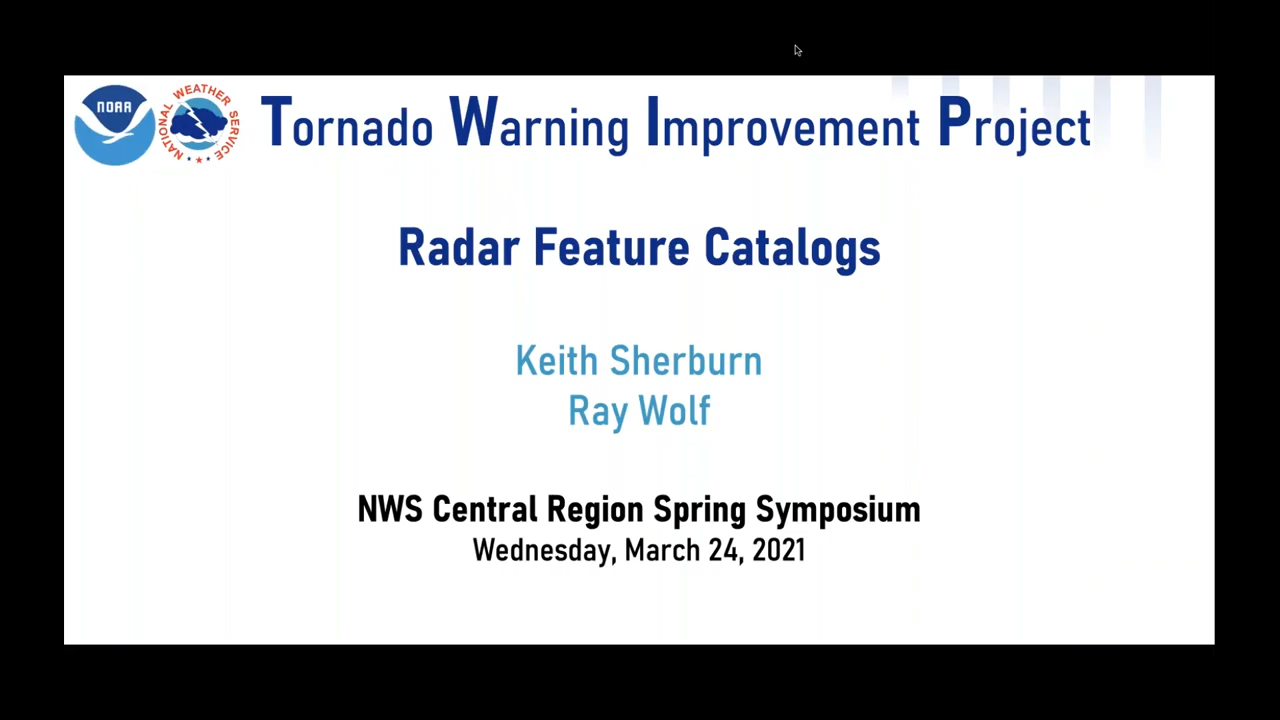 NOAA
NATIONAL WEATHER SERVICE
Tornado Warning Improvement Project
Radar Feature Catalogs
Keith Sherburn
Ray Wolf
NWS Central Region Spring Symposium
Wednesday, March 24, 2021